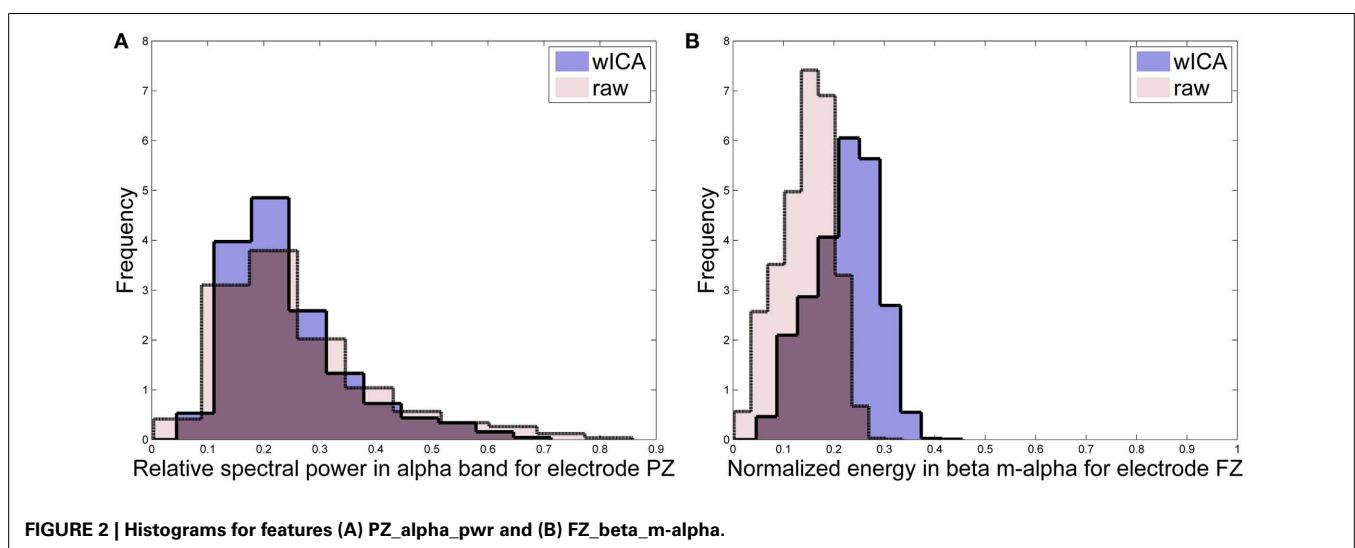 A
8
7
6
5
4
3
2
1
0
Frequency
wICA
raw
0 0.1 0.2 0.3 0.4 0.5 0.6 0.7 0.8 0.9
Relative spectral power in alpha band for electrode PZ
B
8
7
6
5
4
3
2
1
0
Frequency
wICA
raw
0 0.1 0.2 0.3 0.4 0.5 0.6 0.7 0.8 0.9 1
Normalized energy in beta m-alpha for electrode FZ
FIGURE 2 | Histograms for features (A) PZ_alpha_pwr and (B) FZ_beta_m-alpha.